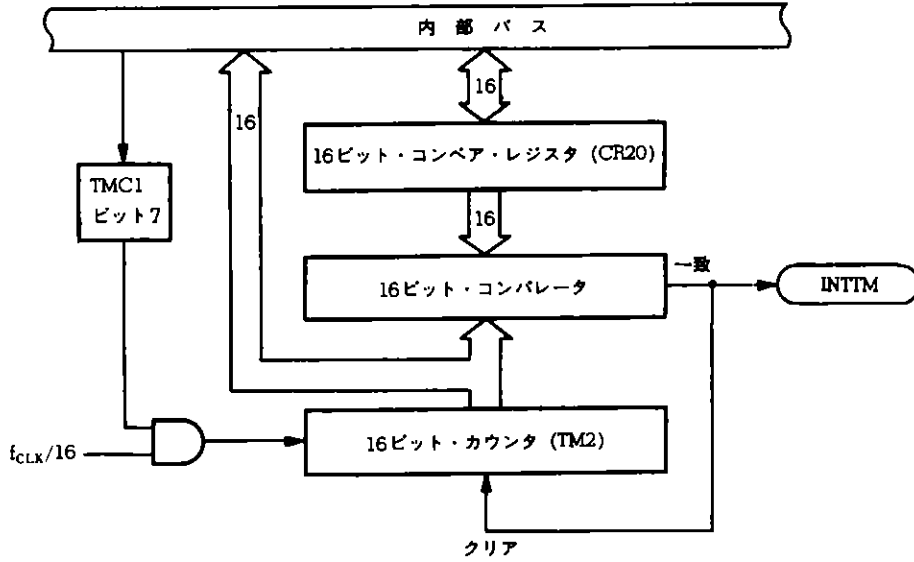 内部バス
16
16
16ビット・コンペア・レジスタ (CR20)
TMC1
ビット7
16
一致
16ビット・コンパレータ
INTTM
16ビット・カウンタ (TM2)
fCLK/16
クリア